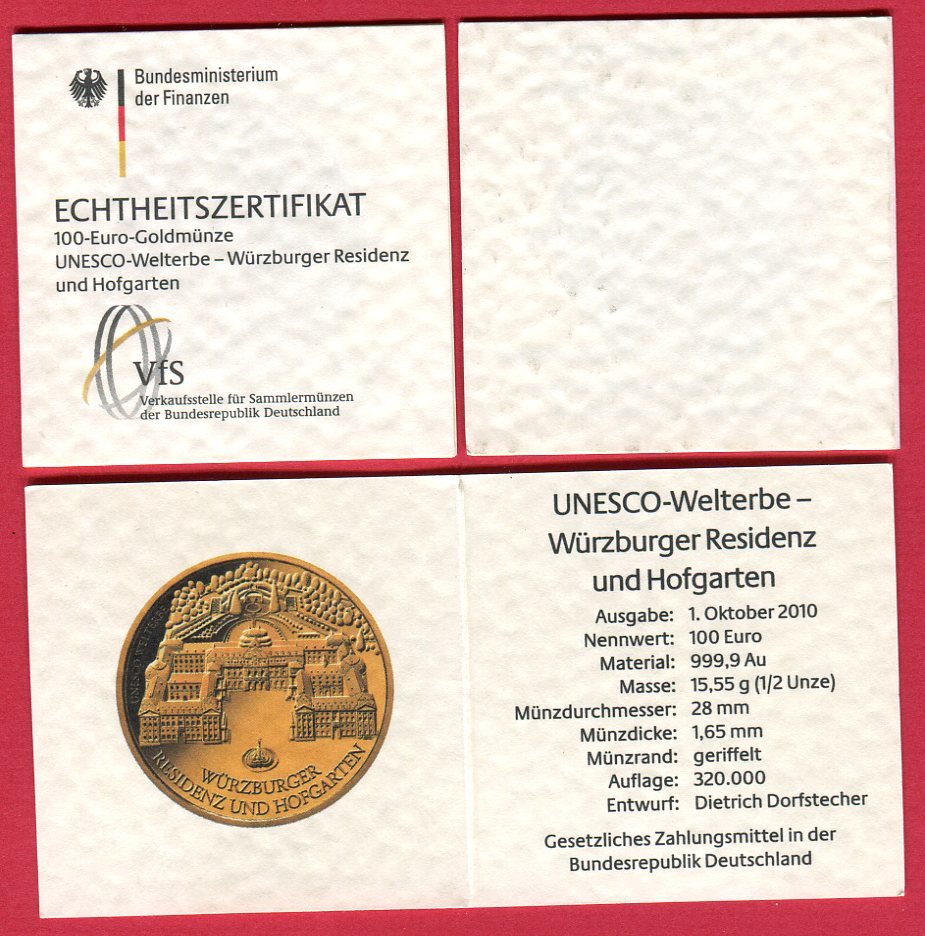 Bundesministerium
der Finanzen
ECHTHEITSZERTIFIKAT
100-Euro-Goldmünze
UNESCO-Welterbe – Würzburger Residenz
und Hofgarten
VfS
Verkaufsstelle für Sammlermünzen
der Bundesrepublik Deutschland
UNESCO WELTERBE
WÜRZBURGER
RESIDENZ UND HOFGARTEN
UNESCO-Welterbe –
Würzburger Residenz
und Hofgarten
Ausgabe: 1. Oktober 2010
Nennwert: 100 Euro
Material: 999,9 Au
Masse: 15,55 g (1/2 Unze)
Münzdurchmesser: 28 mm
Münzdicke: 1,65 mm
Münzrand: geriffelt
Auflage: 320.000
Entwurf: Dietrich Dorfstecher
Gesetzliches Zahlungsmittel in der
Bundesrepublik Deutschland